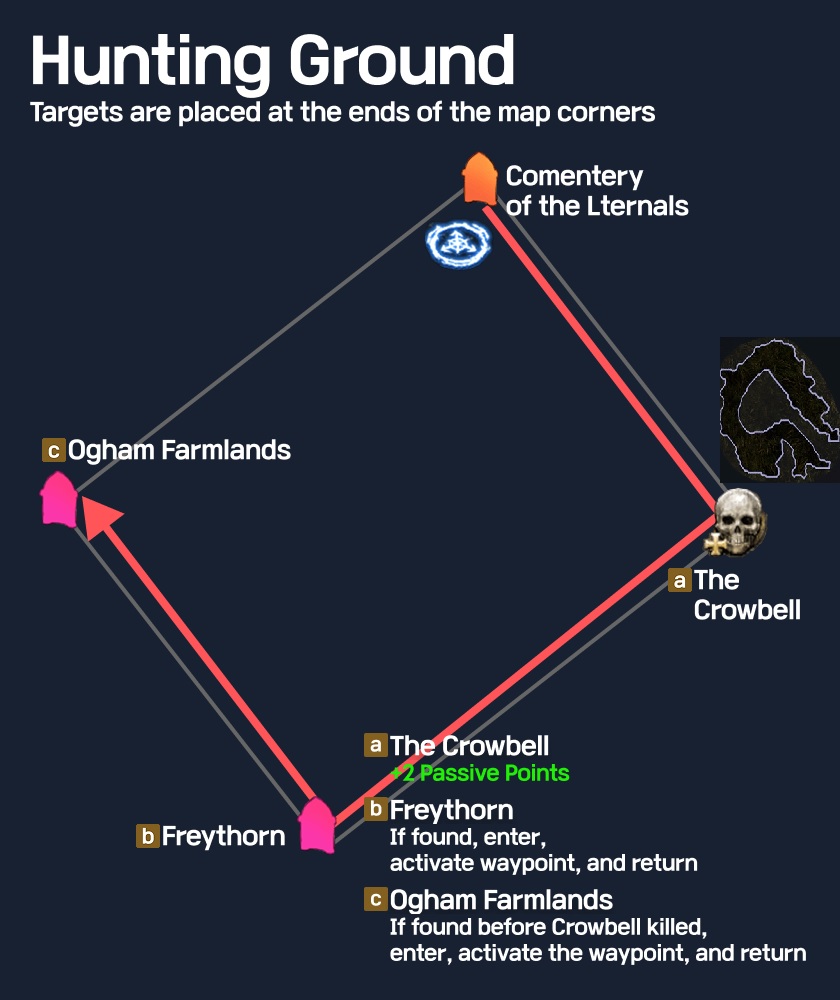 Hunting Ground
Targets are placed at the ends of the map corners
Comentery
of the Lternals
c Ogham Farmlands
a The
Crowbell
a The Crowbell
+2 Passive Points
b Freythorn
b Freythorn
If found, enter,
activate waypoint, and return
c Ogham Farmlands
If found before Crowbell killed,
enter, activate the waypoint, and return